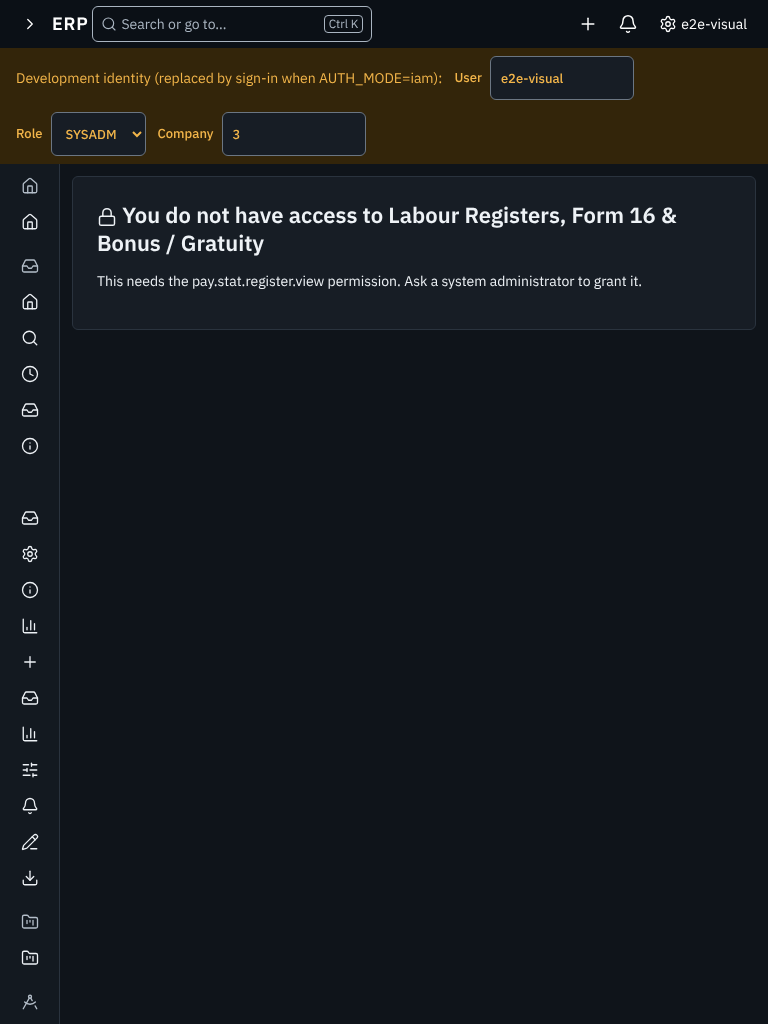 ERP
Search or go to... Ctrl K
e2e-visual
Development identity (replaced by sign-in when AUTH_MODE=iam): User e2e-visual
Role SYSADM Company 3
You do not have access to Labour Registers, Form 16 &
Bonus / Gratuity
This needs the pay.stat.register.view permission. Ask a system administrator to grant it.